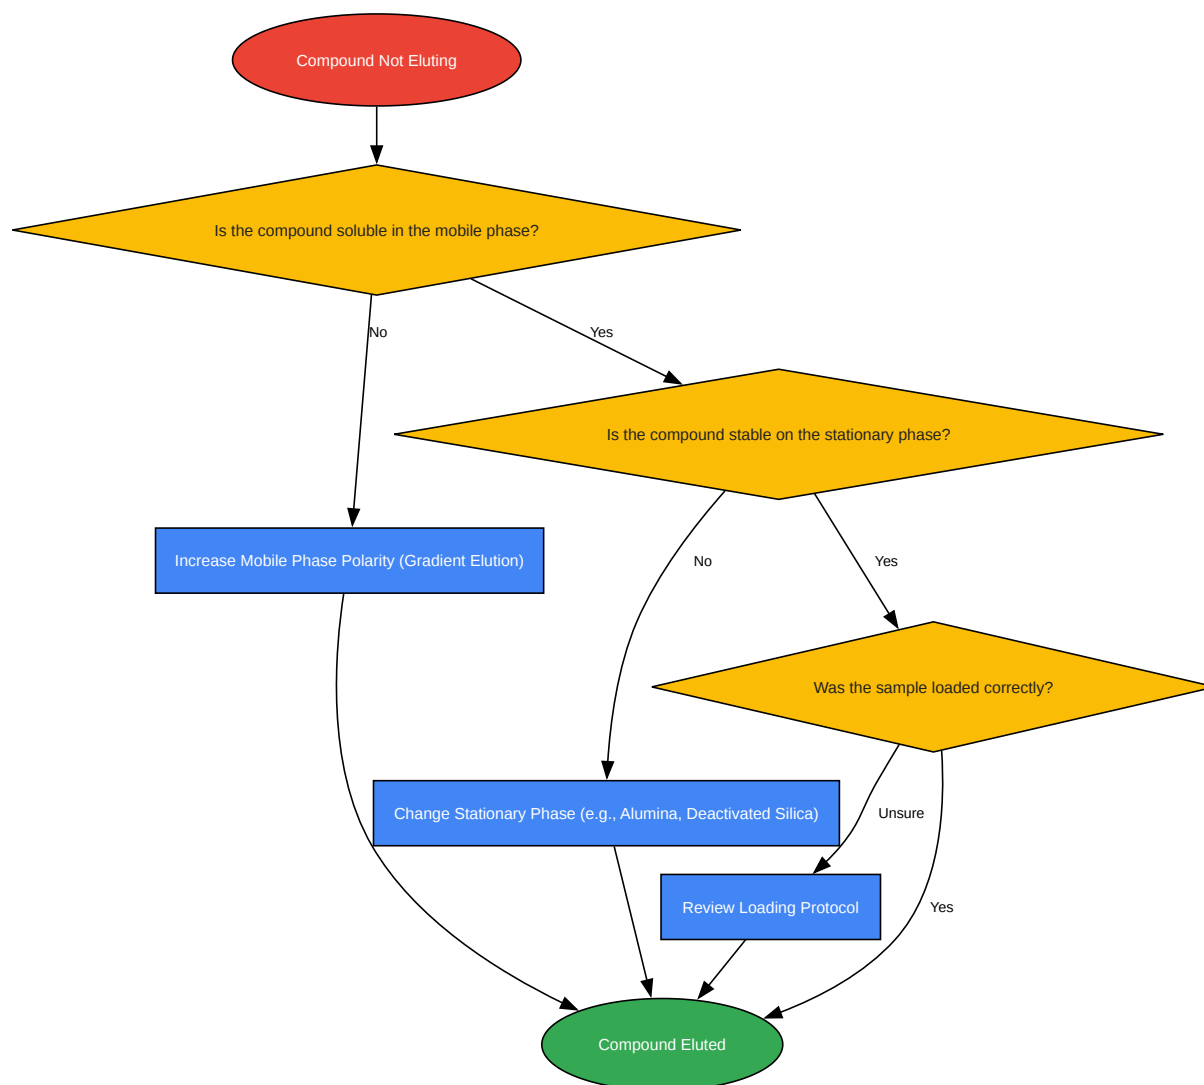 Compound Not Eluting
Is the compound soluble in the mobile phase?
No
Yes
Is the compound stable on the stationary phase?
Increase Mobile Phase Polarity (Gradient Elution)
No
Yes
Was the sample loaded correctly?
Change Stationary Phase (e.g., Alumina, Deactivated Silica)
Unsure
Review Loading Protocol
Yes
Compound Eluted